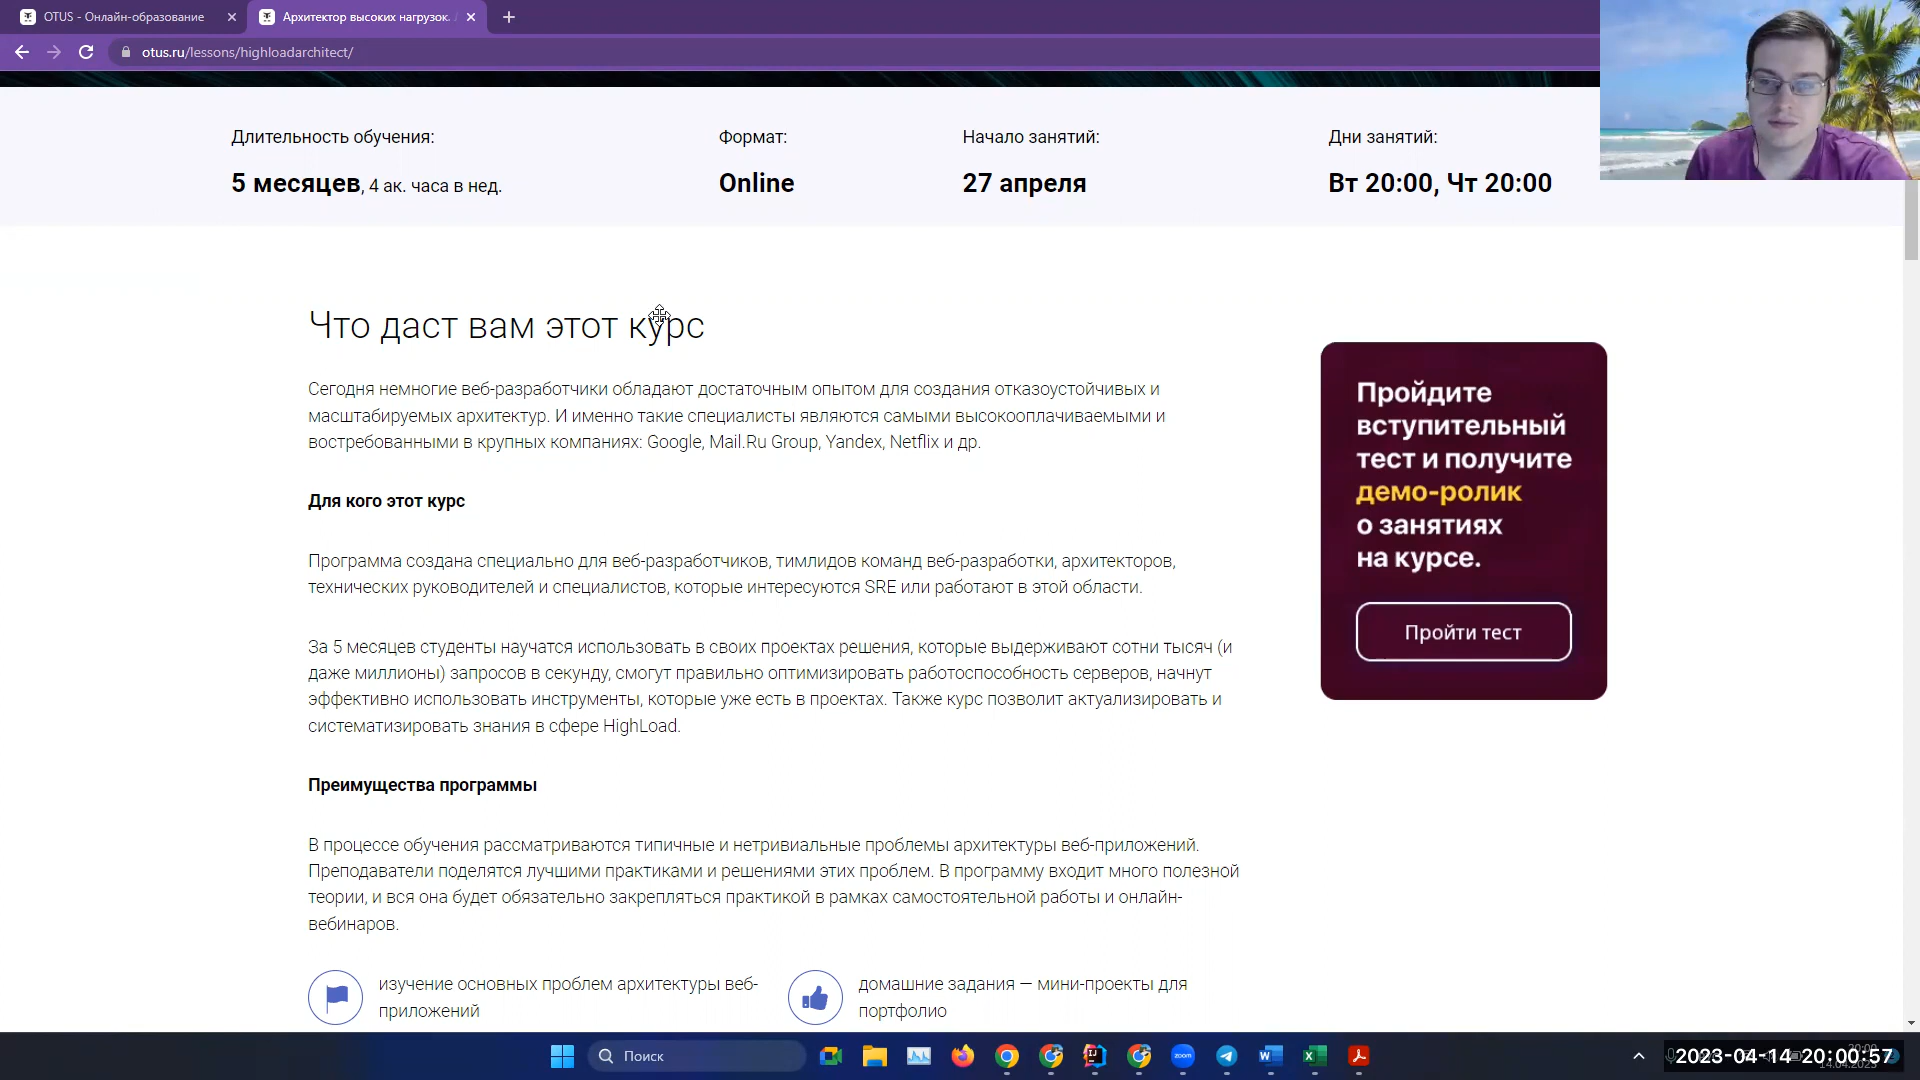 OTUS - Онлайн-образование
Архитектор высоких нагрузок.
otus.ru/lessons/highloadarchitect/
Длительность обучения:
Формат:
Начало занятий:
Дни занятий:
5 месяцев, 4 ак. часа в нед.
Online
27 апреля
Вт 20:00, Чт 20:00
Что даст вам этот курс
Сегодня немногие веб-разработчики обладают достаточным опытом для создания отказоустойчивых и
масштабируемых архитектур. И именно такие специалисты являются самыми высокооплачиваемыми и
востребованными в крупных компаниях: Google, Mail.Ru Group, Yandex, Netflix и др.
Для кого этот курс
Программа создана специально для веб-разработчиков, тимлидов команд веб-разработки, архитекторов,
технических руководителей и специалистов, которые интересуются SRE или работают в этой области.
За 5 месяцев студенты научатся использовать в своих проектах решения, которые выдерживают сотни тысяч (и
даже миллионы) запросов в секунду, смогут правильно оптимизировать работоспособность серверов, начнут
эффективно использовать инструменты, которые уже есть в проектах. Также курс позволит актуализировать и
систематизировать знания в сфере HighLoad.
Преимущества программы
В процессе обучения рассматриваются типичные и нетривиальные проблемы архитектуры веб-приложений.
Преподаватели поделятся лучшими практиками и решениями этих проблем. В программу входит много полезной
теории, и вся она будет обязательно закрепляться практикой в рамках самостоятельной работы и онлайн-
вебинаров.
изучение основных проблем архитектуры веб-
приложений
домашние задания — мини-проекты для
портфолио
Пройдите
вступительный
тест и получите
демо-ролик
о занятиях
на курсе.
Пройти тест
Поиск
zoom
2023-04-14 20:00:57